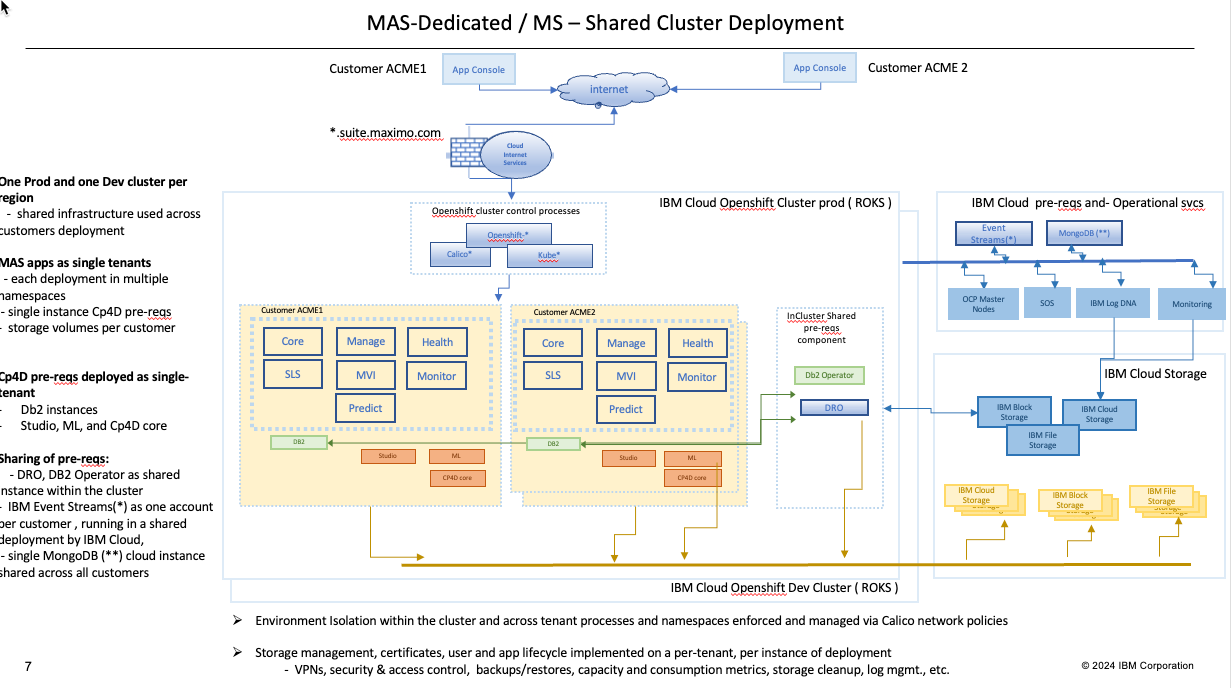 MAS-Dedicated / MS – Shared Cluster Deployment
Customer ACME1
App Console
internet
App Console
Customer ACME 2
*.suite.maximo.com
Cloud
Internet
Services
One Prod and one Dev cluster per
region
- shared infrastructure used across
customers deployment
MAS apps as single tenants
- each deployment in multiple
namespaces
- single instance Cp4D pre-reqs
- storage volumes per customer
Cp4D pre-reqs deployed as single-
tenant
- Db2 instances
- Studio, ML, and Cp4D core
Sharing of pre-reqs:
- DRO, DB2 Operator as shared
instance within the cluster
- IBM Event Streams(*) as one account
per customer , running in a shared
deployment by IBM Cloud,
- single MongoDB (**) cloud instance
shared across all customers
IBM Cloud Openshift Cluster prod ( ROKS )
Openshift cluster control processes
Openshift-*
Calico*
Kube*
Customer ACME1
Core
Manage
Health
SLS
MVI
Monitor
Predict
DB2
Studio
ML
CP4D core
Customer ACME2
Core
Manage
Health
SLS
MVI
Monitor
Predict
DB2
Studio
ML
CP4D core
InCluster Shared
pre-reqs
component
Db2 Operator
DRO
IBM Cloud Openshift Dev Cluster ( ROKS )
IBM Cloud pre-reqs and- Operational svcs
Event
Streams(*)
MongoDB (**)
OCP Master
Nodes
SOS
IBM Log DNA
Monitoring
IBM Cloud Storage
IBM Block
Storage
IBM Cloud
Storage
IBM File
Storage
IBM Cloud
Storage
IBM Block
Storage
IBM File
Storage
➢ Environment Isolation within the cluster and across tenant processes and namespaces enforced and managed via Calico network policies
➢ Storage management, certificates, user and app lifecycle implemented on a per-tenant, per instance of deployment
- VPNs, security & access control, backups/restores, capacity and consumption metrics, storage cleanup, log mgmt., etc.
7
© 2024 IBM Corporation